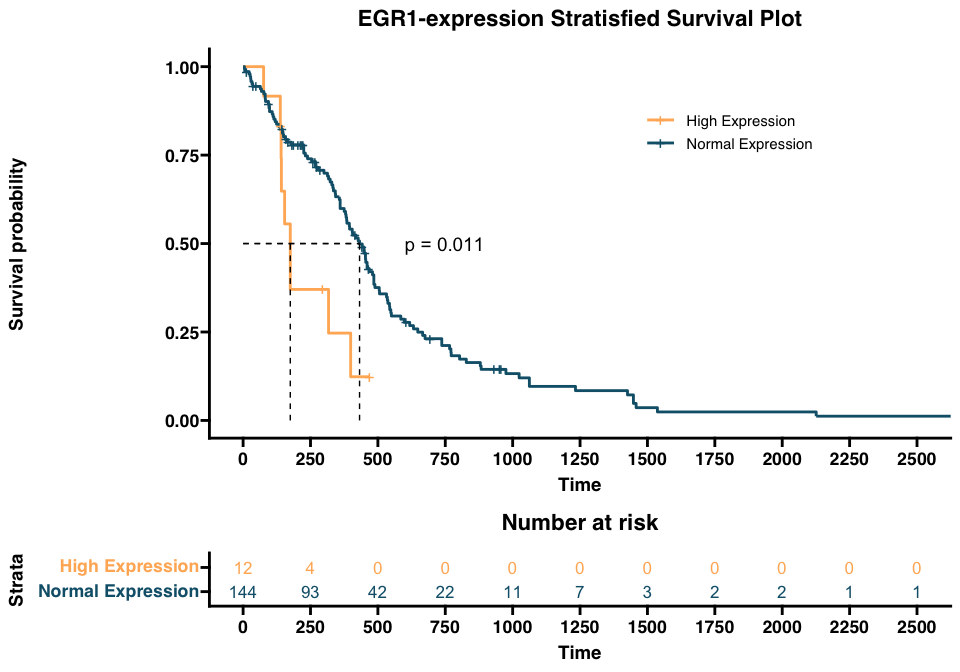 EGR1-expression Stratisfied Survival Plot
Survival probability
1.00
0.75
0.50
0.25
0.00
High Expression
Normal Expression
p = 0.011
0 250 500 750 1000 1250 1500 1750 2000 2250 2500
Time
Number at risk
Strata
High Expression 12 4 0 0 0 0 0 0 0 0 0
Normal Expression 144 93 42 22 11 7 3 2 2 1 1
0 250 500 750 1000 1250 1500 1750 2000 2250 2500
Time